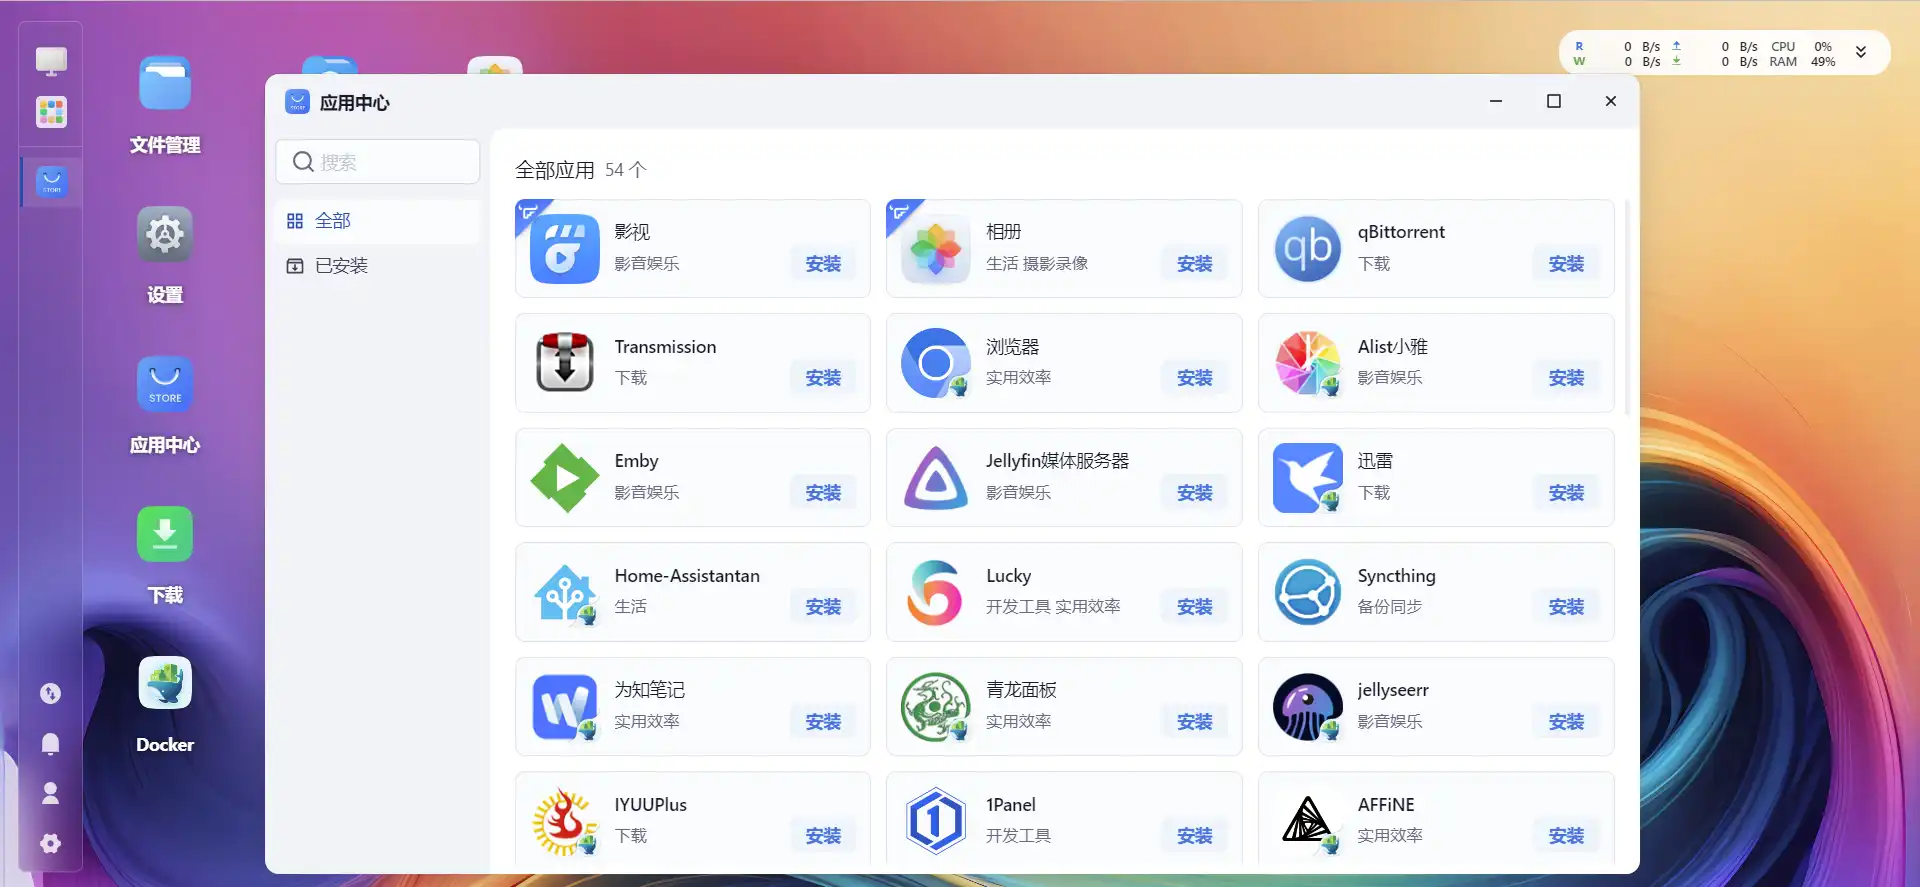 R 0 B/s 0 B/s CPU 0%
W 0 B/s 0 B/s RAM 49%
文件管理
设置
STORE
应用中心
下载
Docker
STORE
应用中心
搜索
全部
已安装
全部应用 54 个
影视
影音娱乐
安装
相册
生活 摄影录像
安装
qb
qBittorrent
下载
安装
Transmission
下载
安装
浏览器
实用效率
安装
Alist小雅
影音娱乐
安装
Emby
影音娱乐
安装
Jellyfin媒体服务器
影音娱乐
安装
迅雷
下载
安装
Home-Assistantan
生活
安装
Lucky
开发工具 实用效率
安装
Syncthing
备份同步
安装
为知笔记
实用效率
安装
青龙面板
实用效率
安装
jellyseerr
影音娱乐
安装
IYUUPlus
下载
安装
1
1Panel
开发工具
安装
AFFiNE
实用效率
安装